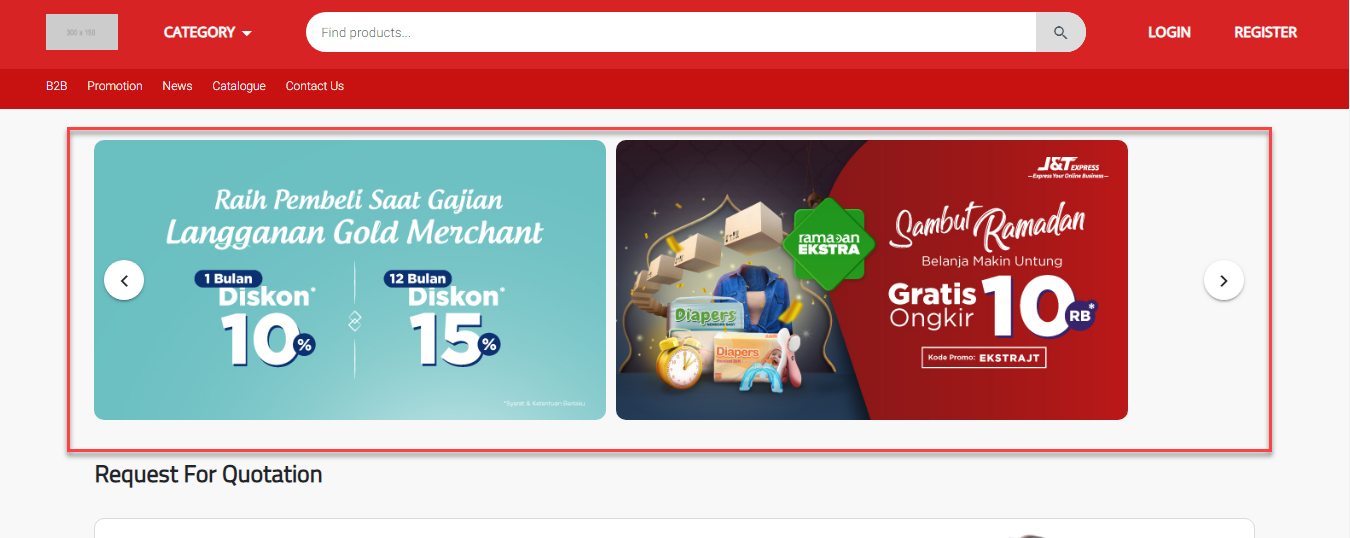 300 x 150
CATEGORY
Find products...
LOGIN
REGISTER
B2B
Promotion
News
Catalogue
Contact Us
Raih Pembeli Saat Gajian
Langganan Gold Merchant
1 Bulan
Diskon*
10%
12 Bulan
Diskon*
15%
*Syarat & Ketentuan Berlaku
J&T EXPRESS
—Express Your Online Business—
ramadan
EKSTRA
Sambut Ramadan
Belanja Makin Untung
Gratis
Ongkir
10 RB*
Kode Promo: EKSTRAJT
Diapers
Diapers
Request For Quotation